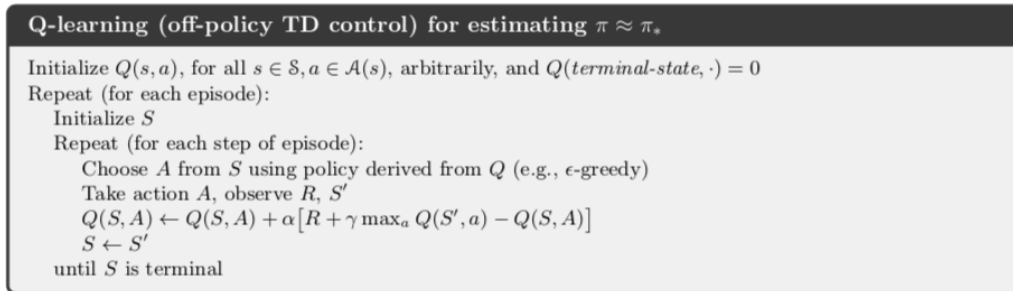 Q-learning (off-policy TD control) for estimating π ≈ π*
Initialize Q(s, a), for all s ∈ 𝒮, a ∈ 𝒜(s), arbitrarily, and Q(terminal-state, ·) = 0
Repeat (for each episode):
Initialize S
Repeat (for each step of episode):
Choose A from S using policy derived from Q (e.g., ϵ-greedy)
Take action A, observe R, S′
Q(S, A) ← Q(S, A) + α[R + γ maxₐ Q(S′, a) − Q(S, A)]
S ← S′
until S is terminal